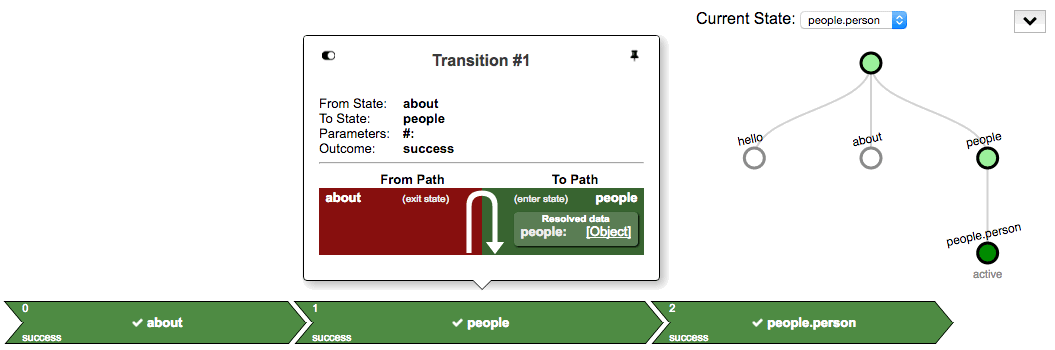 Current State: people.person
Transition #1
From State: about
To State: people
Parameters: #:
Outcome: success
From Path To Path
about (exit state) (enter state) people
Resolved data
people: [Object]
hello
about
people
people.person
active
0
about
success
1
people
success
2
people.person
success